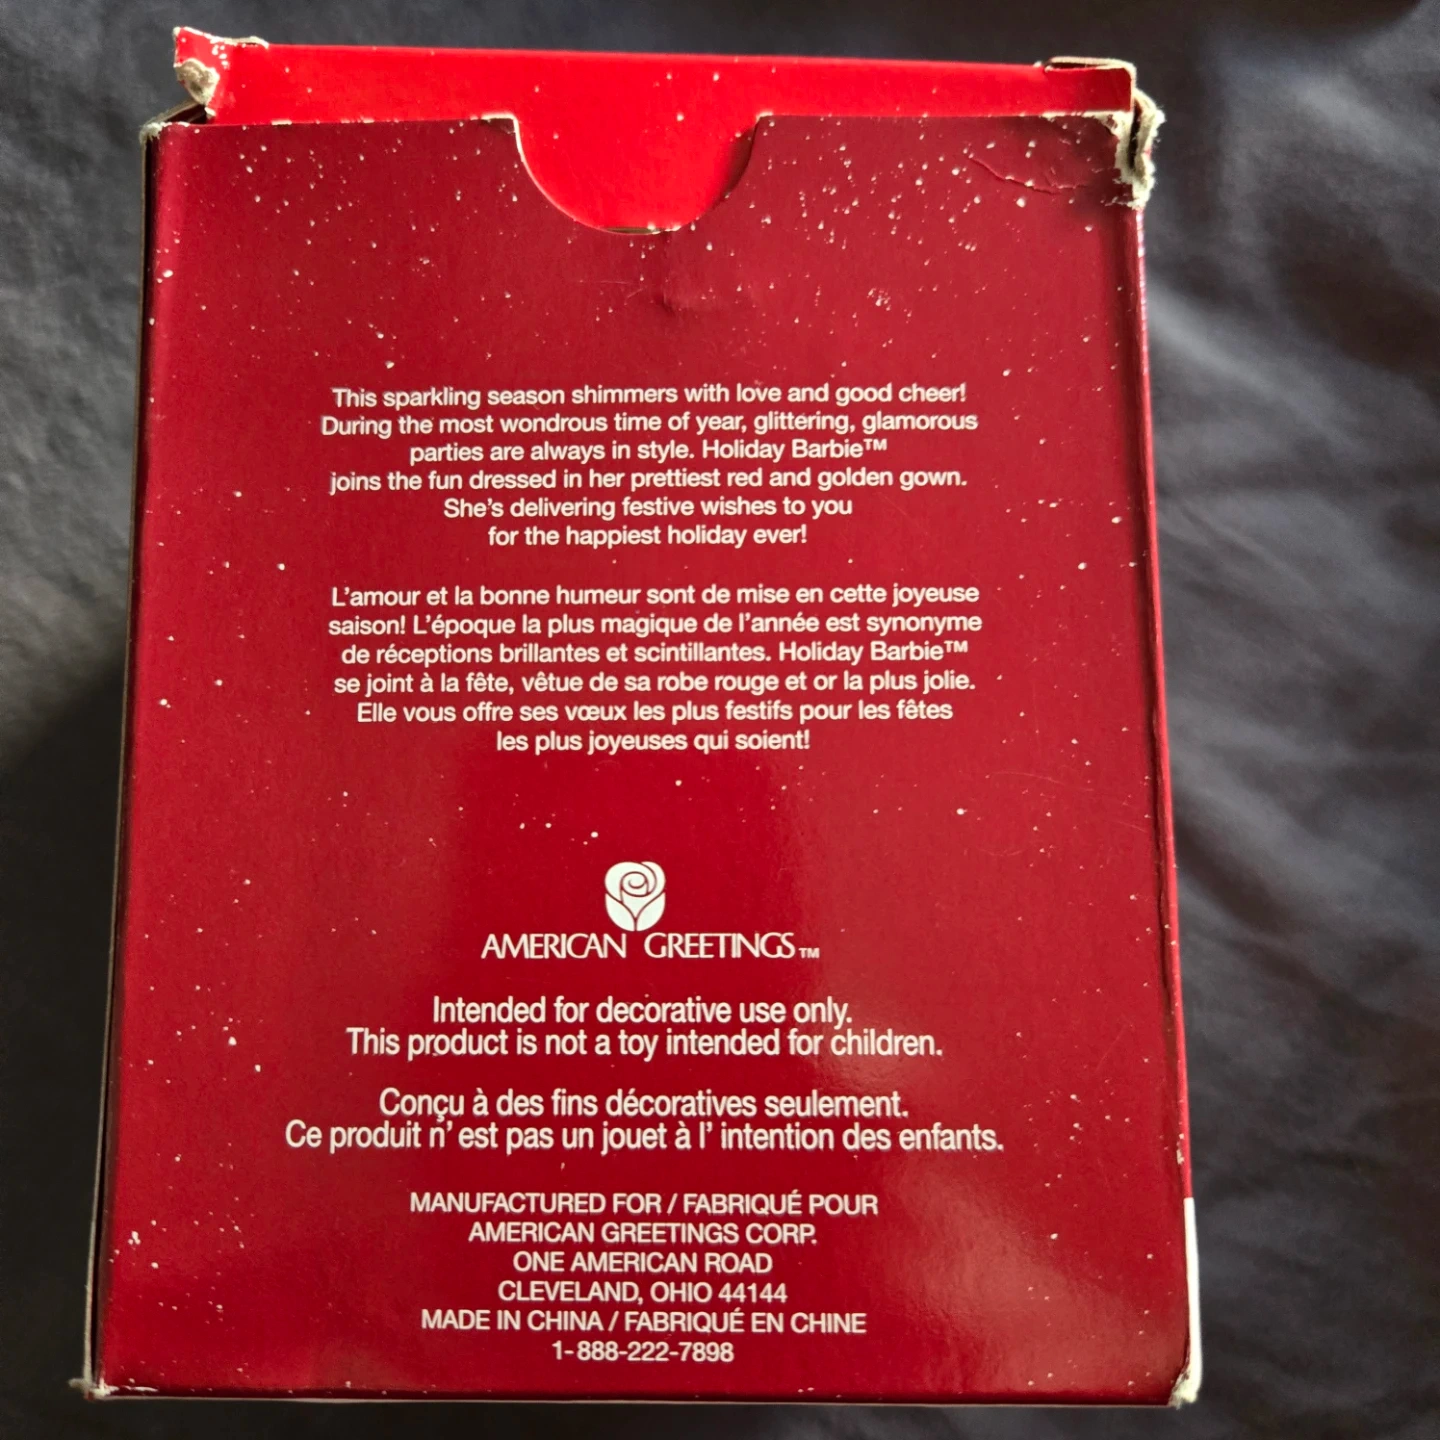 This sparkling season shimmers with love and good cheer!
During the most wondrous time of year, glittering, glamorous
parties are always in style. Holiday Barbie™
joins the fun dressed in her prettiest red and golden gown.
She's delivering festive wishes to you
for the happiest holiday ever!
L'amour et la bonne humeur sont de mise en cette joyeuse
saison! L'époque la plus magique de l'année est synonyme
de réceptions brillantes et scintillantes. Holiday Barbie™
se joint à la fête, vêtue de sa robe rouge et or la plus jolie.
Elle vous offre ses vœux les plus festifs pour les fêtes
les plus joyeuses qui soient!
AMERICAN GREETINGS™
Intended for decorative use only.
This product is not a toy intended for children.
Conçu à des fins décoratives seulement.
Ce produit n' est pas un jouet à l' intention des enfants.
MANUFACTURED FOR / FABRIQUÉ POUR
AMERICAN GREETINGS CORP.
ONE AMERICAN ROAD
CLEVELAND, OHIO 44144
MADE IN CHINA / FABRIQUÉ EN CHINE
1-888-222-7898